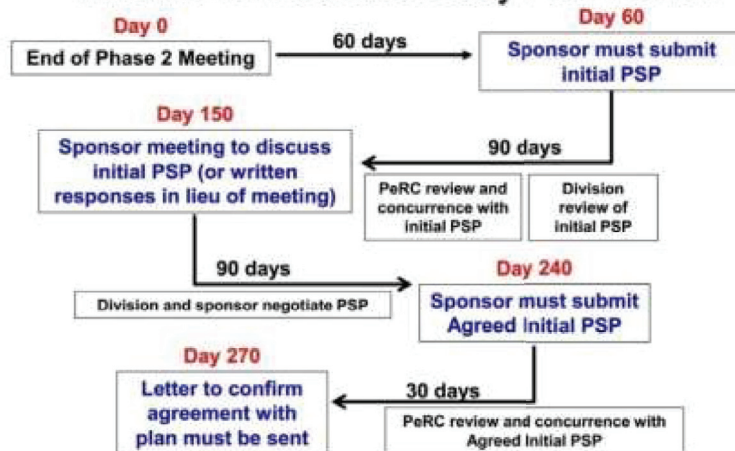 Day 0
End of Phase 2 Meeting
60 days
Day 60
Sponsor must submit
initial PSP
Day 150
Sponsor meeting to discuss
initial PSP (or written
responses in lieu of meeting)
90 days
PeRC review and
concurrence with
initial PSP
Division
review of
initial PSP
90 days
Division and sponsor negotiate PSP
Day 240
Sponsor must submit
Agreed Initial PSP
Day 270
Letter to confirm
agreement with
plan must be sent
30 days
PeRC review and concurrence with
Agreed Initial PSP